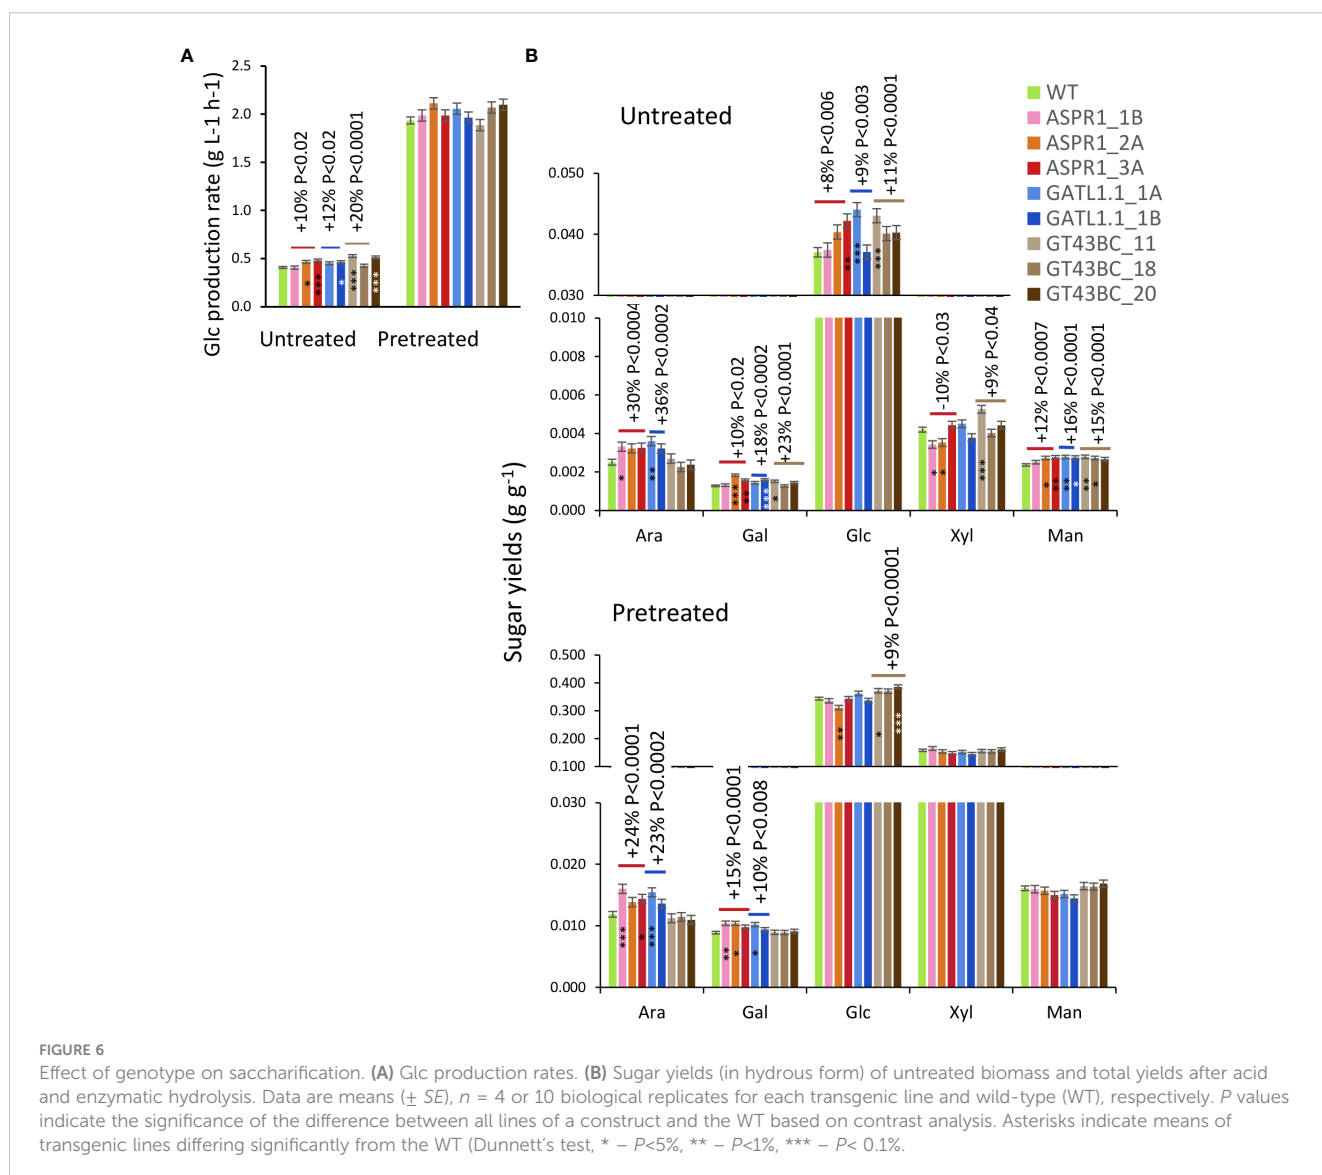 A
Glc production rate (g L-1 h-1)
2.5
2.0
1.5
1.0
0.5
0.0
+10% P<0.02
+12% P<0.02
+20% P<0.0001
*
***
*
***
***
Untreated
Pretreated
B
Sugar yields (g g-1)
Untreated
WT
ASPR1_1B
ASPR1_2A
ASPR1_3A
GATL1.1_1A
GATL1.1_1B
GT43BC_11
GT43BC_18
GT43BC_20
0.050
0.040
0.030
+8% P<0.006
+9% P<0.003
+11% P<0.0001
**
***
***
0.010
0.008
0.006
0.004
0.002
0.000
+30% P<0.0004
+36% P<0.0002
+10% P<0.02
+18% P<0.0002
+23% P<0.0001
-10% P<0.03
+9% P<0.04
+12% P<0.0007
+16% P<0.0001
+15% P<0.0001
*
**
***
**
***
*
*
*
***
*
**
**
*
**
*
Ara
Gal
Glc
Xyl
Man
Pretreated
0.500
0.400
0.300
0.200
0.100
+9% P<0.0001
**
*
***
0.030
0.020
0.010
0.000
+24% P<0.0001
+23% P<0.0002
+15% P<0.0001
+10% P<0.008
***
*
***
**
*
*
Ara
Gal
Glc
Xyl
Man
FIGURE 6
Effect of genotype on saccharification. (A) Glc production rates. (B) Sugar yields (in hydrous form) of untreated biomass and total yields after acid
and enzymatic hydrolysis. Data are means (± SE), n = 4 or 10 biological replicates for each transgenic line and wild-type (WT), respectively. P values
indicate the significance of the difference between all lines of a construct and the WT based on contrast analysis. Asterisks indicate means of
transgenic lines differing significantly from the WT (Dunnett's test, * – P<5%, ** – P<1%, *** – P< 0.1%.